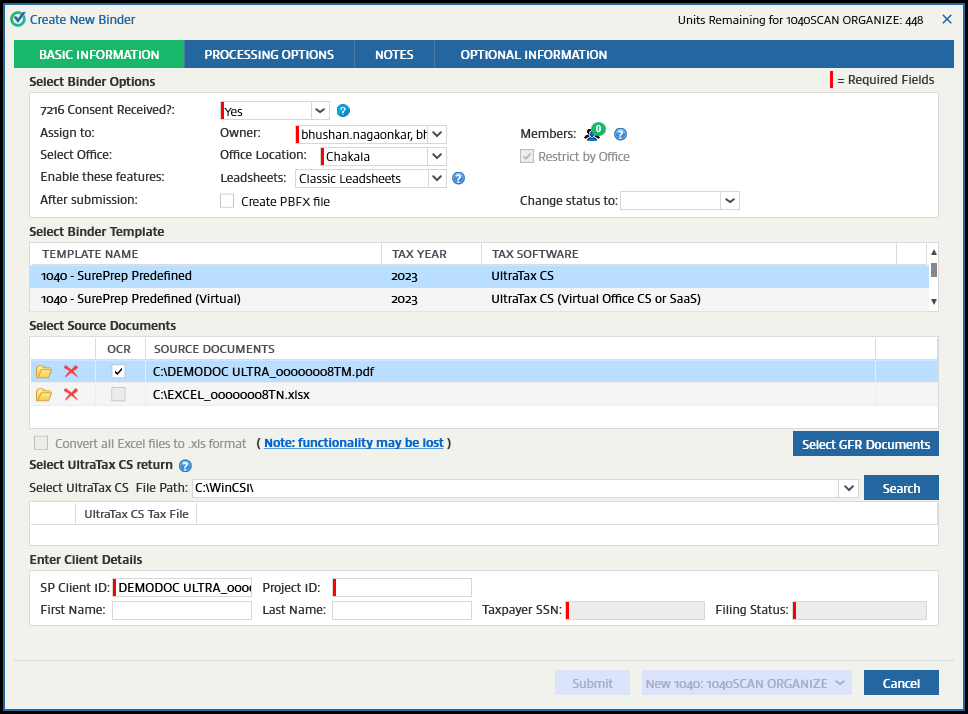 Create New Binder
Units Remaining for 1040SCAN ORGANIZE: 448
BASIC INFORMATION PROCESSING OPTIONS NOTES OPTIONAL INFORMATION
Select Binder Options
= Required Fields
7216 Consent Received?: Yes ?
Assign to: Owner: bhushan.nagaonkar, bh Members: 0 ?
Select Office: Office Location: Chakala Restrict by Office
Enable these features: Leadsheets: Classic Leadsheets ?
After submission: Create PBFX file Change status to:
Select Binder Template
TEMPLATE NAME TAX YEAR TAX SOFTWARE
1040 - SurePrep Predefined 2023 UltraTax CS
1040 - SurePrep Predefined (Virtual) 2023 UltraTax CS (Virtual Office CS or SaaS)
Select Source Documents
OCR SOURCE DOCUMENTS
C:\DEMODOC ULTRA_0000008TM.pdf
C:\EXCEL_0000008TN.xlsx
Convert all Excel files to .xls format ( Note: functionality may be lost )
Select GFR Documents
Select UltraTax CS return ?
Select UltraTax CS File Path: C:\WinCSI\ Search
UltraTax CS Tax File
Enter Client Details
SP Client ID: DEMODOC ULTRA_0000 Project ID:
First Name: Last Name: Taxpayer SSN: Filing Status:
Submit New 1040: 1040SCAN ORGANIZE Cancel